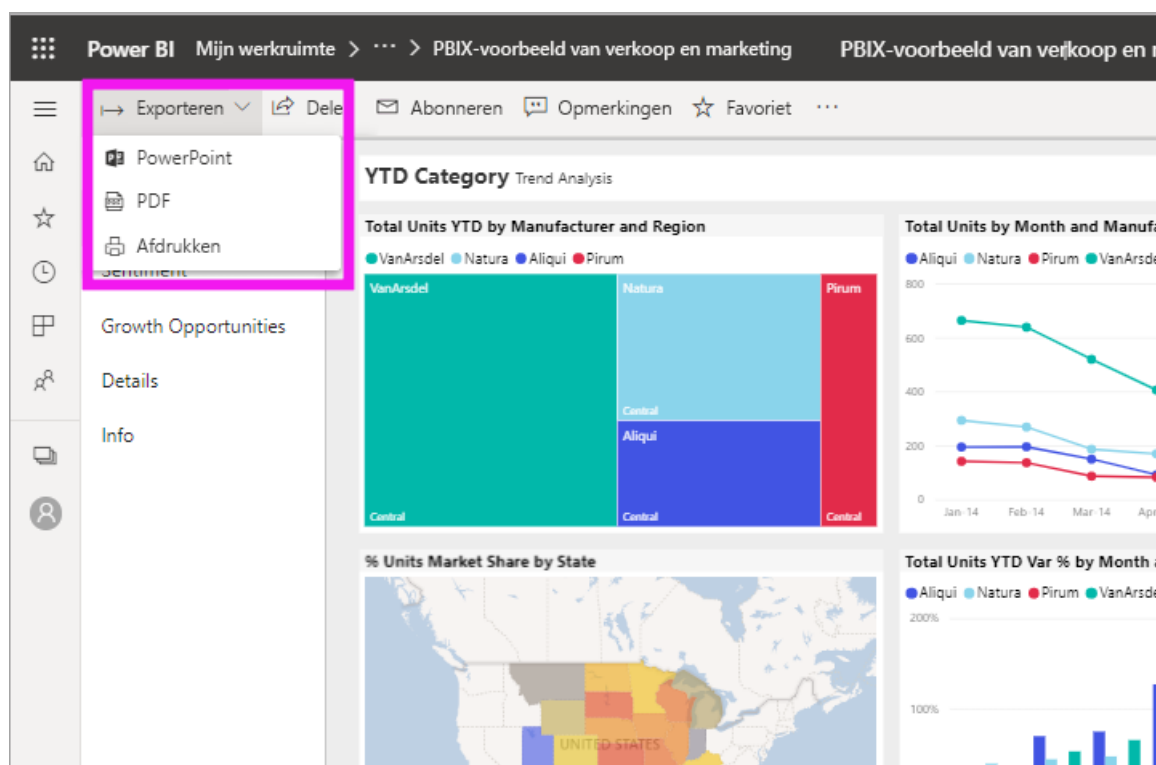 Power BI Mijn werkruimte > ··· > PBIX-voorbeeld van verkoop en marketing PBIX-voorbeeld van verkoop en
Exporteren Dele Abonneren Opmerkingen Favoriet ···
PowerPoint
PDF
Afdrukken
Sentiment
Growth Opportunities
Details
Info
YTD Category Trend Analysis
Total Units YTD by Manufacturer and Region
VanArsdel Natura Aliqui Pirum
VanArsdel
Central
Natura
Central
Aliqui
Central
Pirum
Central
Total Units by Month and Manufa
Aliqui Natura Pirum VanArsde
800
600
400
200
0
Jan-14 Feb-14 Mar-14 Apr
% Units Market Share by State
UNITED STATES
Total Units YTD Var % by Month
Aliqui Natura Pirum VanArsde
200%
100%